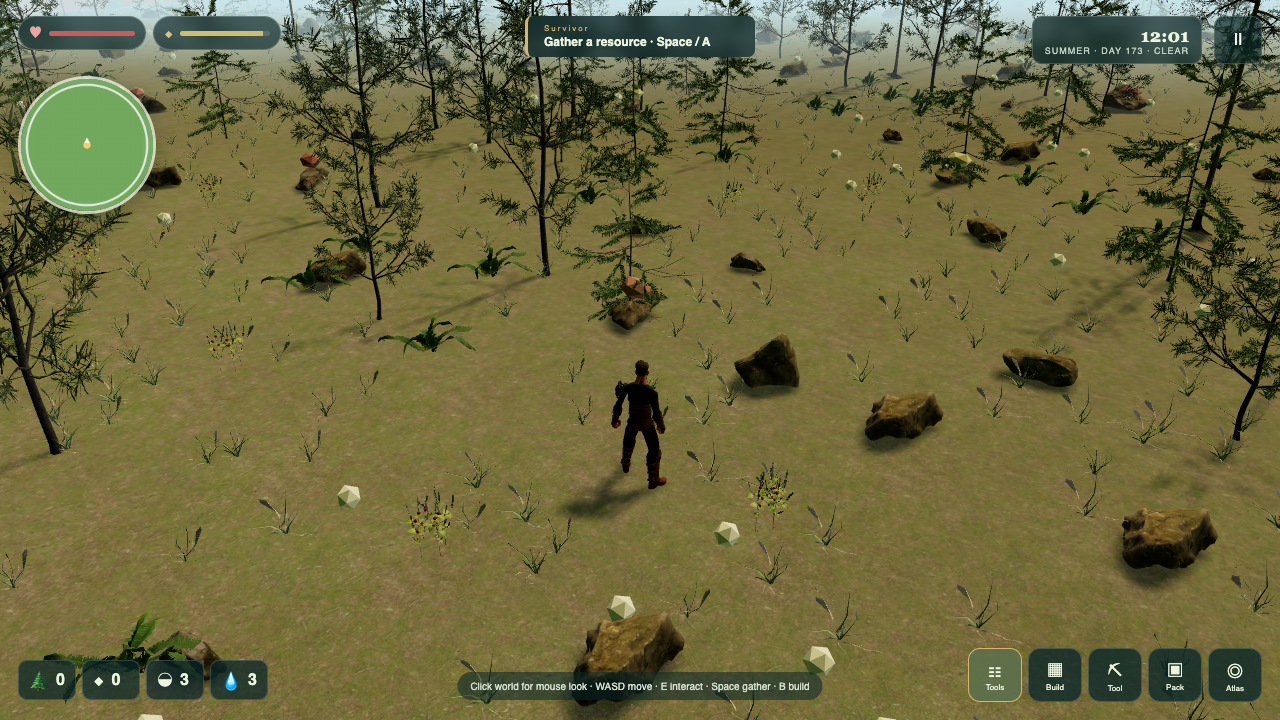 Survivor
Gather a resource · Space / A
12:01
SUMMER · DAY 173 · CLEAR
0
0
3
3
Click world for mouse look · WASD move · E interact · Space gather · B build
Tools
Build
Tool
Pack
Atlas